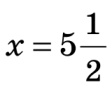 x = 5 1/2